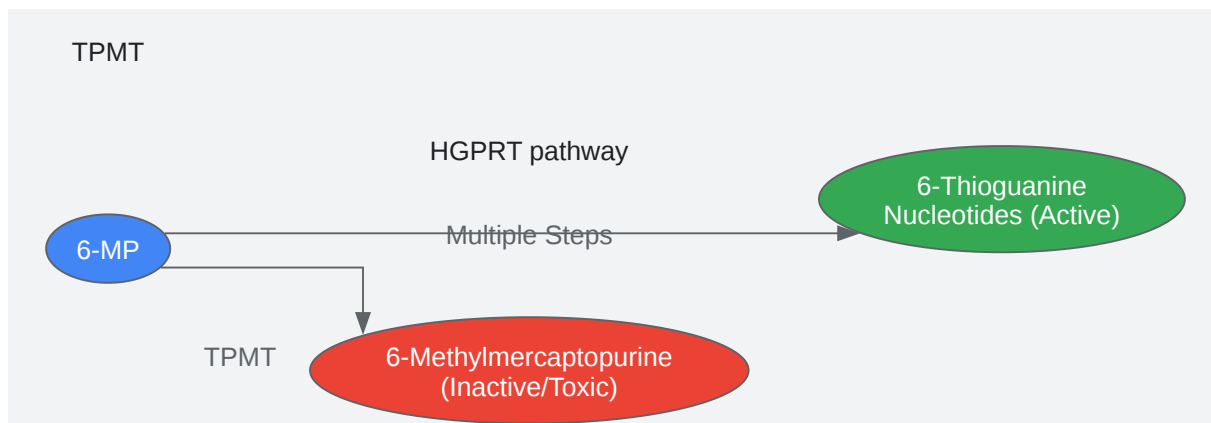 TPMT
HGPRT pathway
6-Thioguanine
Nucleotides (Active)
Multiple Steps
6-MP
TPMT
6-Methylmercaptopurine
(Inactive/Toxic)